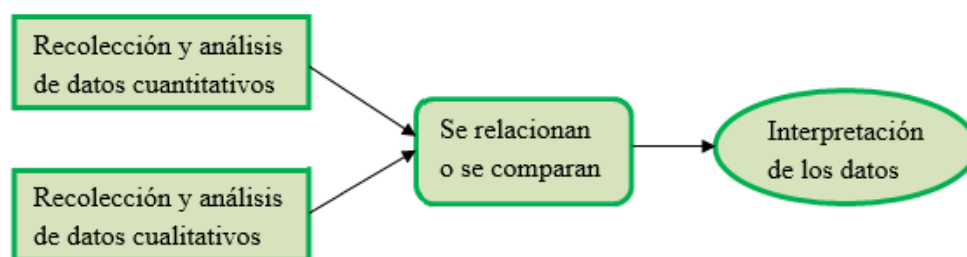 Recolección y análisis
de datos cuantitativos
Recolección y análisis
de datos cualitativos
Se relacionan
o se comparan
Interpretación
de los datos